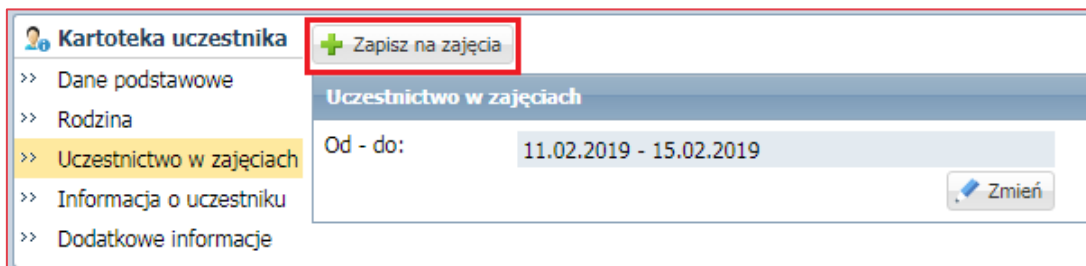 Kartoteka uczestnika
>> Dane podstawowe
>> Rodzina
>> Uczestnictwo w zajęciach
>> Informacja o uczestniku
>> Dodatkowe informacje
Zapisz na zajęcia
Uczestnictwo w zajęciach
Od - do: 11.02.2019 - 15.02.2019
Zmień